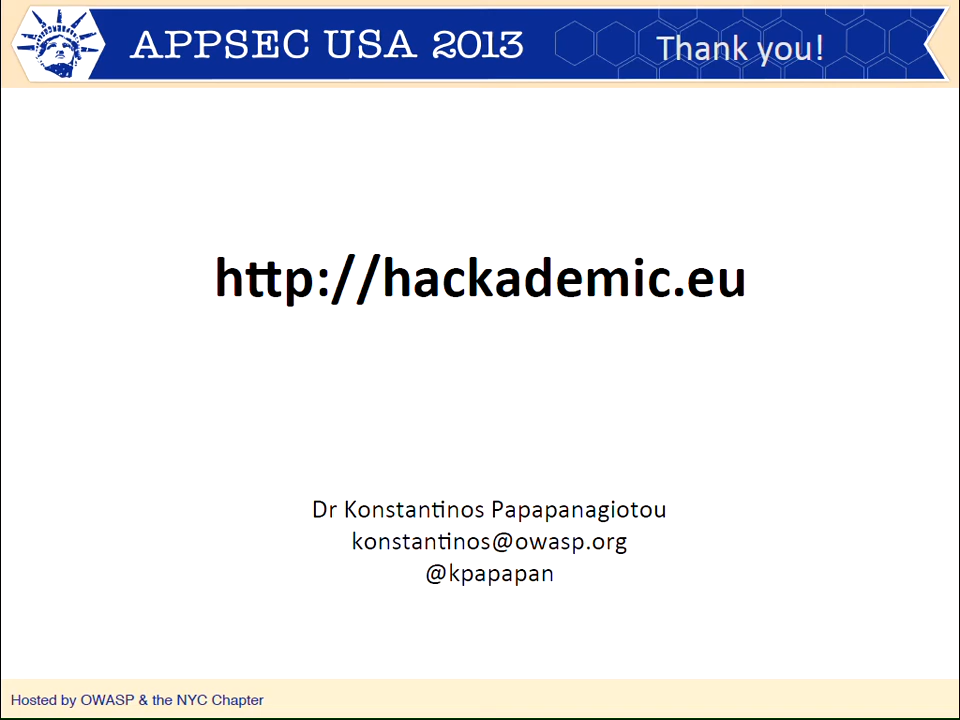 APPSEC USA 2013
Thank you!
http://hackademic.eu
Dr Konstantinos Papapanagiotou
konstantinos@owasp.org
@kpapapan
Hosted by OWASP & the NYC Chapter